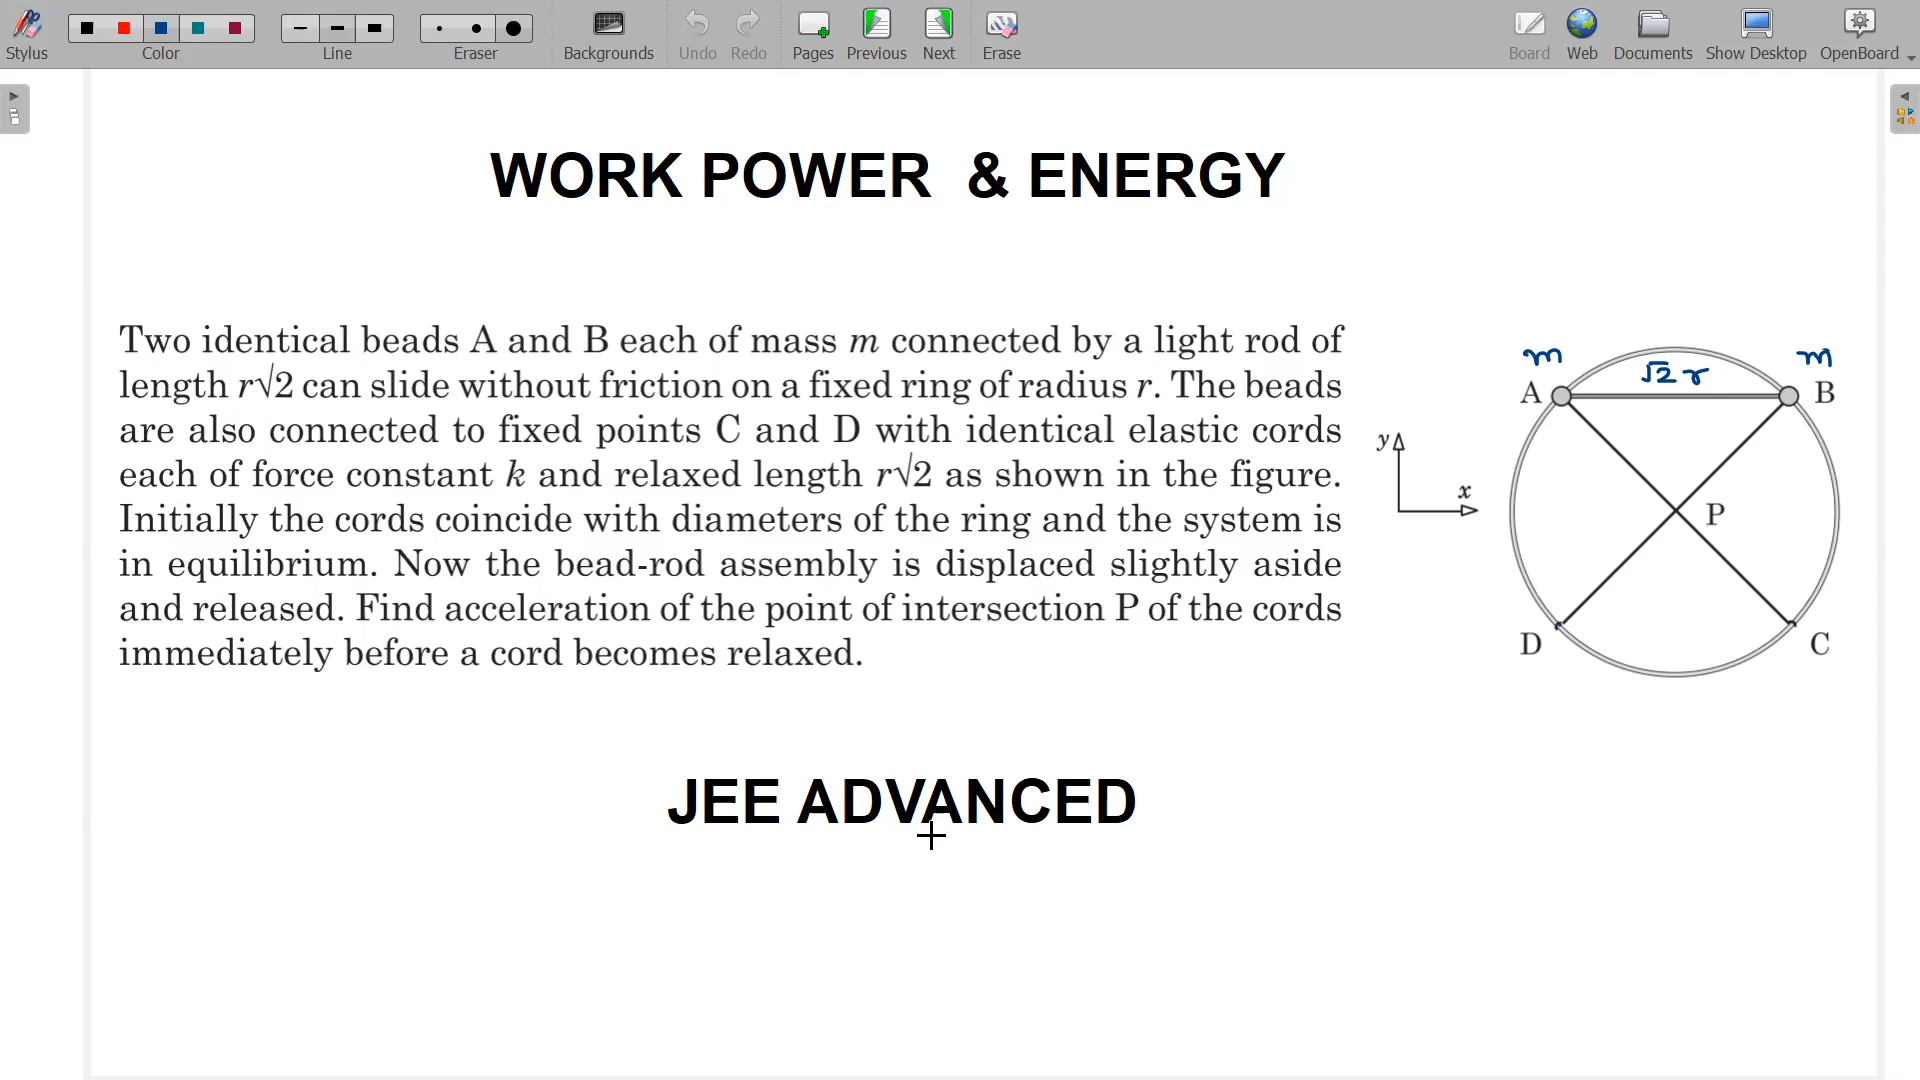 Stylus
Color
Line
Eraser
Backgrounds
Undo
Redo
Pages
Previous
Next
Erase
Board
Web
Documents
Show Desktop
OpenBoard
WORK POWER & ENERGY
Two identical beads A and B each of mass m connected by a light rod of
length r√2 can slide without friction on a fixed ring of radius r. The beads
are also connected to fixed points C and D with identical elastic cords
each of force constant k and relaxed length r√2 as shown in the figure.
Initially the cords coincide with diameters of the ring and the system is
in equilibrium. Now the bead-rod assembly is displaced slightly aside
and released. Find acceleration of the point of intersection P of the cords
immediately before a cord becomes relaxed.
m
m
√2 r
A
B
y
x
P
D
C
JEE ADVANCED